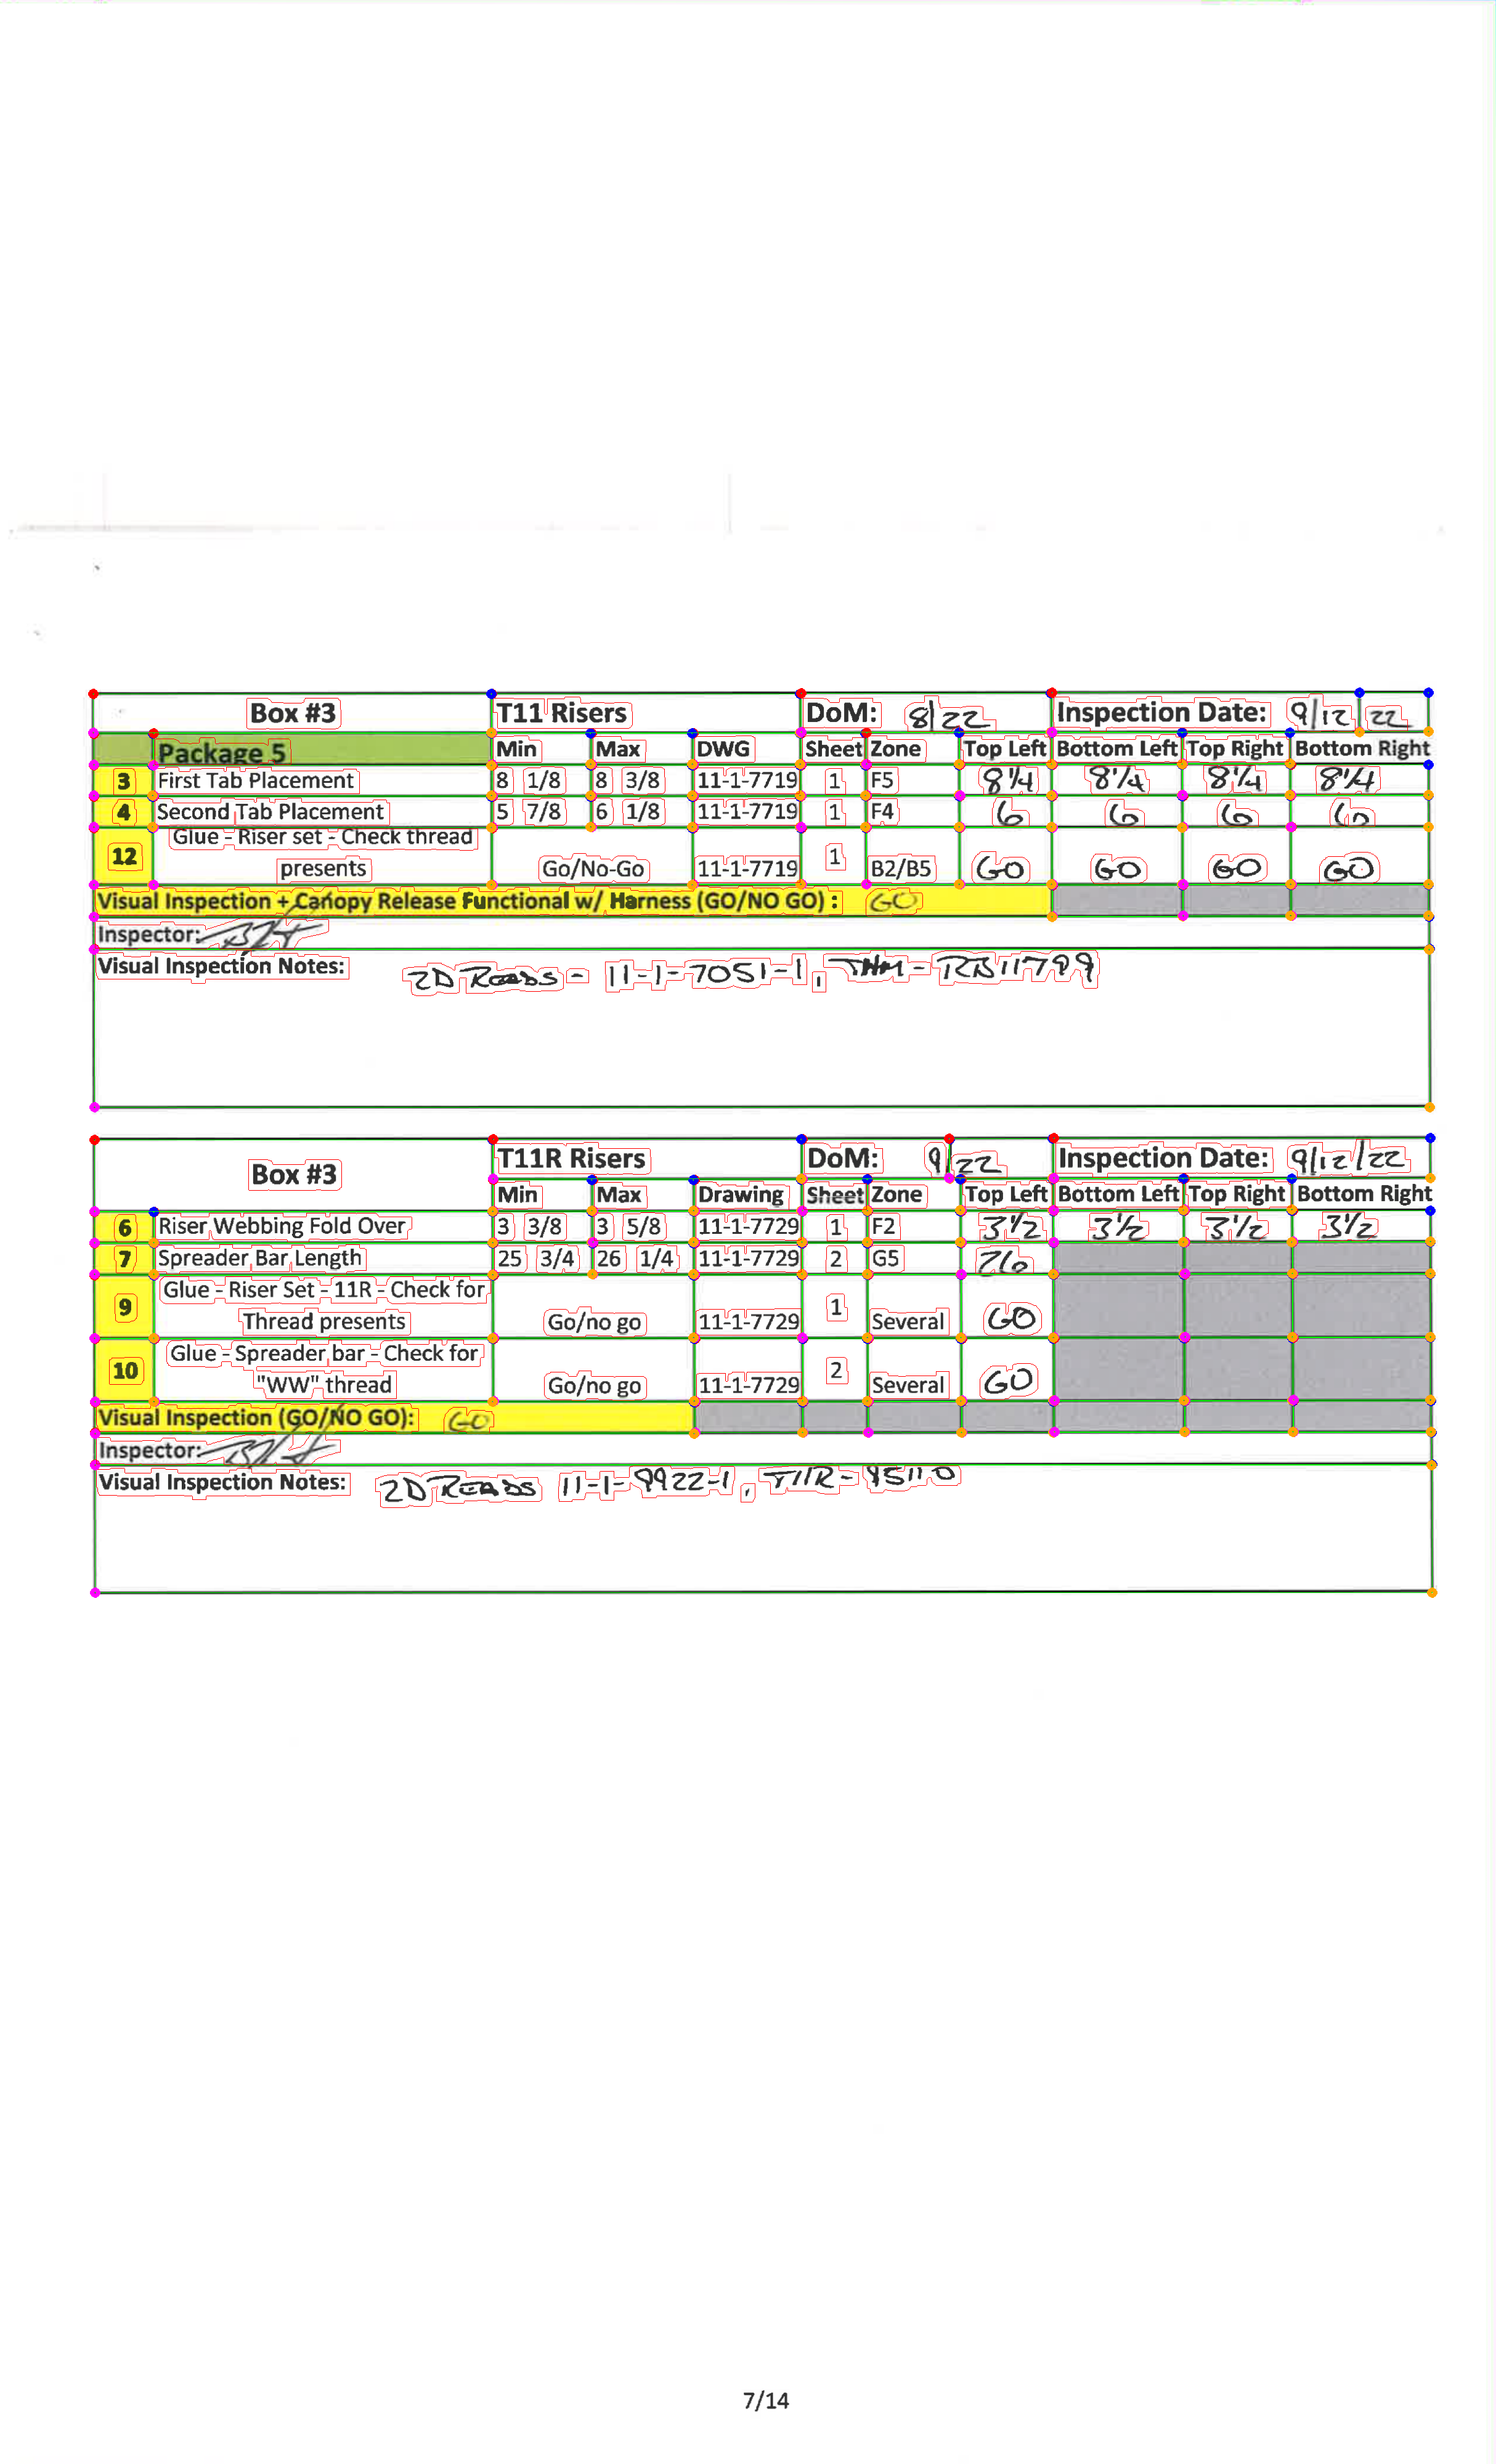 Box #3 T11 Risers DoM: 8/22 Inspection Date: 9/12/22
Package 5 Min Max DWG Sheet Zone Top Left Bottom Left Top Right Bottom Right
3 First Tab Placement 8 1/8 8 3/8 11-1-7719 1 F5 8 1/4 8 1/4 8 1/4 8 1/4
4 Second Tab Placement 5 7/8 6 1/8 11-1-7719 1 F4 6 6 6 6
Glue - Riser set - Check thread
12 presents Go/No-Go 11-1-7719 1 B2/B5 GO GO GO GO
Visual Inspection + Canopy Release Functional w/ Harness (GO/NO GO) : GO
Inspector:
Visual Inspection Notes: 2D Reads - 11-1-7051-1, - RB11799
Box #3 T11R Risers DoM: 9/22 Inspection Date: 9/12/22
Min Max Drawing Sheet Zone Top Left Bottom Left Top Right Bottom Right
6 Riser Webbing Fold Over 3 3/8 3 5/8 11-1-7729 1 F2 3 1/2 3 1/2 3 1/2 3 1/2
7 Spreader Bar Length 25 3/4 26 1/4 11-1-7729 2 G5 26
Glue - Riser Set - 11R - Check for
9 Thread presents Go/no go 11-1-7729 1 Several GO
Glue - Spreader bar - Check for
10 "WW" thread Go/no go 11-1-7729 2 Several GO
Visual Inspection (GO/NO GO): GO
Inspector:
Visual Inspection Notes: 2D READS 11-1-9922-1, T11R-
7/14